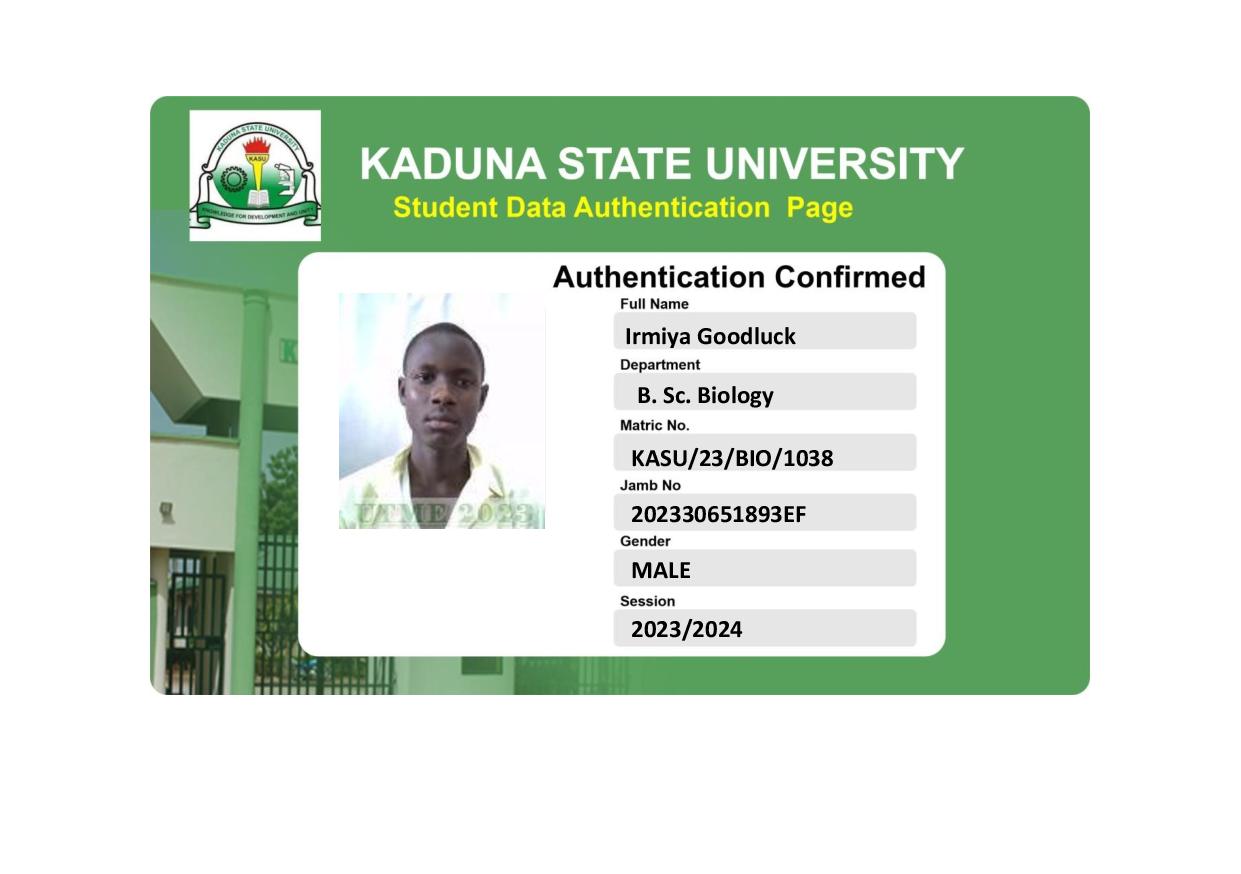 KADUNA STATE UNIVERSITY
KASU
KNOWLEDGE FOR DEVELOPMENT AND UNITY
KADUNA STATE UNIVERSITY
Student Data Authentication Page
Authentication Confirmed
Full Name
Irmiya Goodluck
Department
B. Sc. Biology
Matric No.
KASU/23/BIO/1038
Jamb No
202330651893EF
Gender
MALE
Session
2023/2024
UTME 2023
K